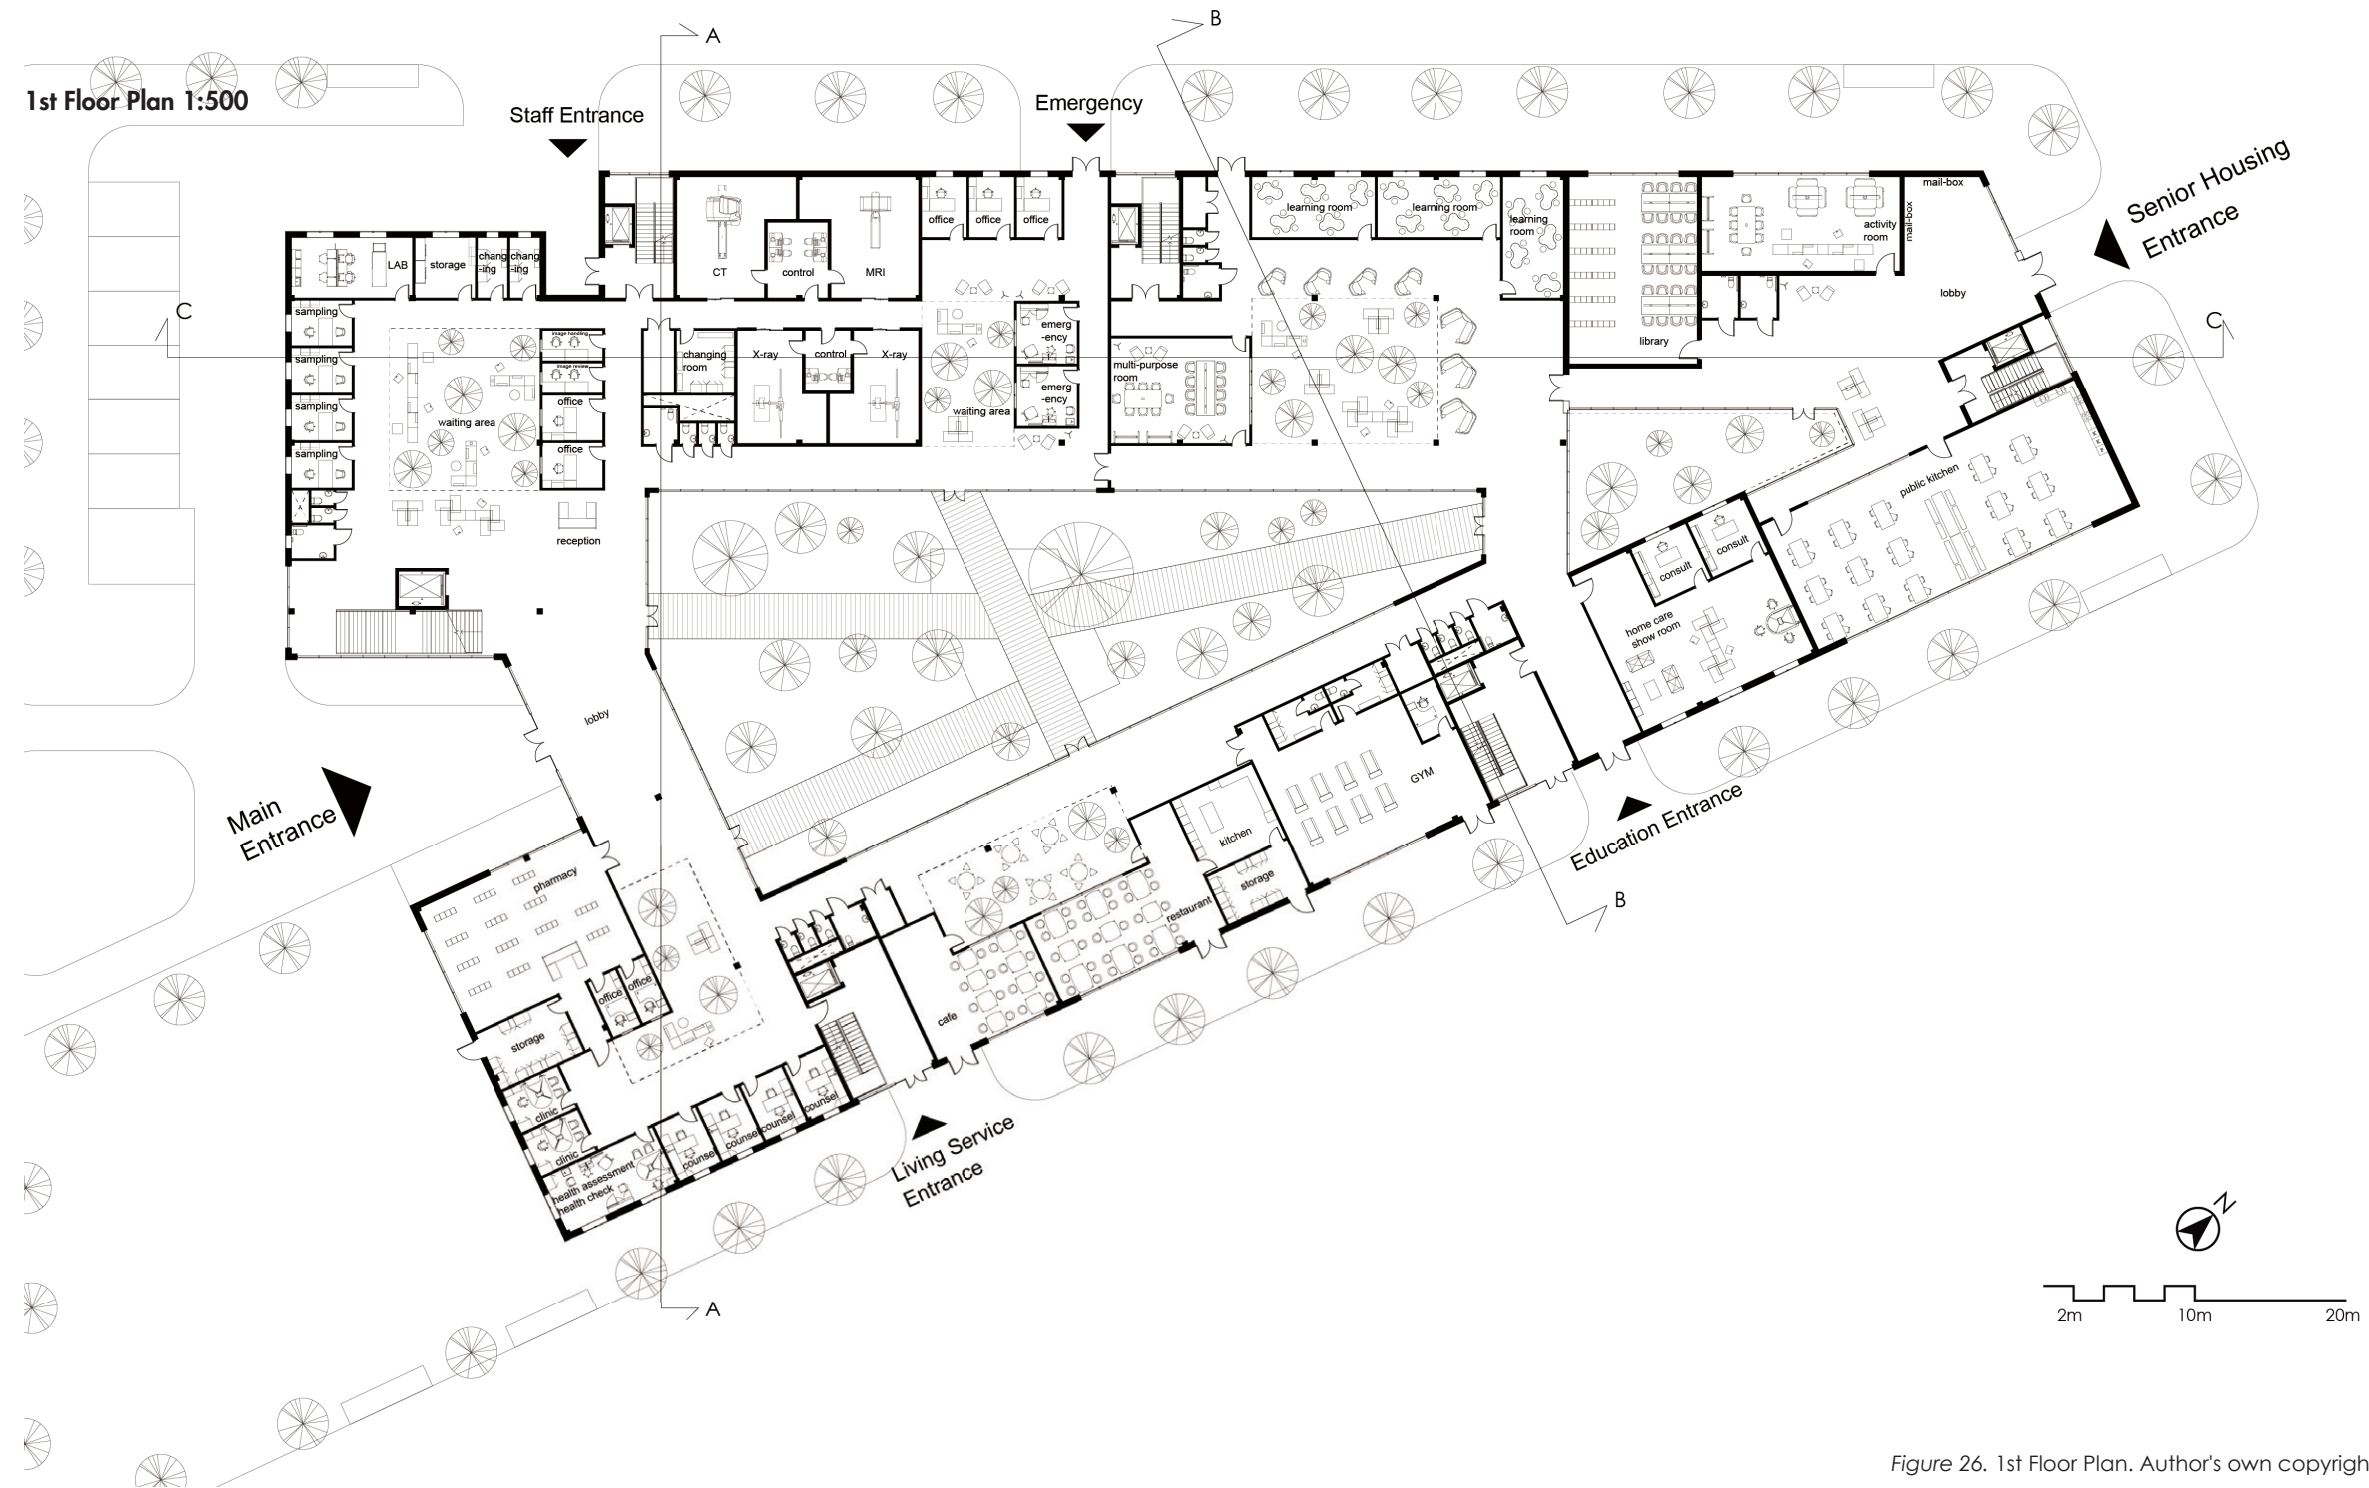 A
B
1st Floor Plan 1:500
Staff Entrance
Emergency
Senior Housing
Entrance
mail-box
mail-box
learning room
learning room
learning
room
office
office
office
activity
room
LAB
storage
chang
-ing
chang
-ing
CT
control
MRI
lobby
C
C
sampling
sampling
sampling
sampling
image handling
image review
office
office
waiting area
changing
room
X-ray
control
X-ray
emerg
-ency
emerg
-ency
waiting area
multi-purpose
room
library
public kitchen
reception
consult
consult
home care
show room
lobby
GYM
Main
Entrance
Education Entrance
pharmacy
kitchen
storage
restaurant
B
office
office
cafe
storage
clinic
clinic
counsel
counsel
counsel
counsel
health assessment
health check
Living Service
Entrance
A
N
2m
10m
20m
Figure 26. 1st Floor Plan. Author's own copyrigh